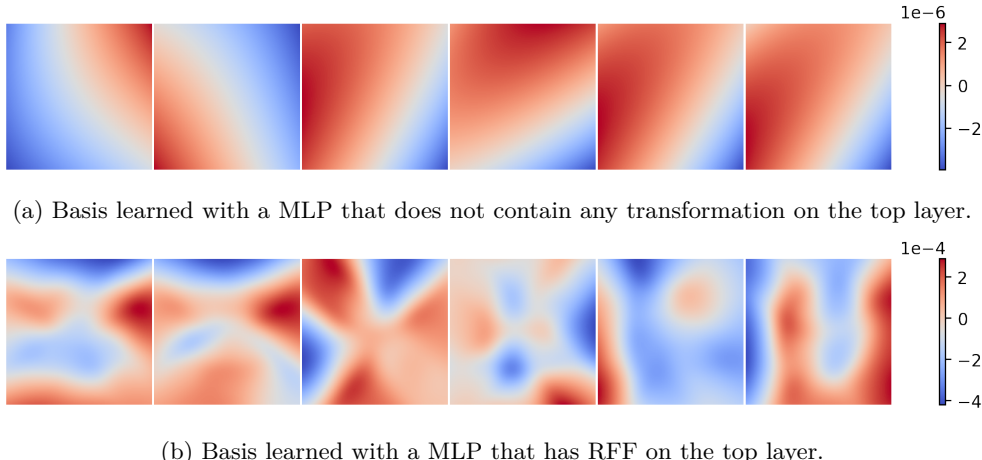 1e-6
2
0
−2
(a) Basis learned with a MLP that does not contain any transformation on the top layer.
1e-4
2
0
−2
−4
(b) Basis learned with a MLP that has RFF on the top layer.